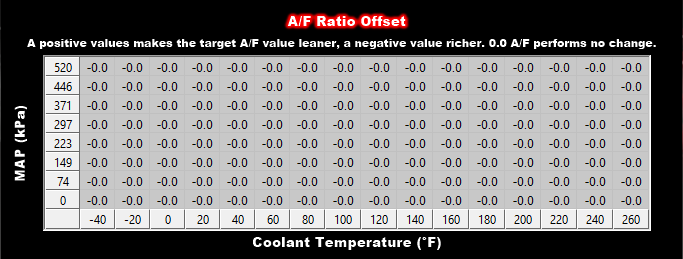 A/F Ratio Offset
A positive values makes the target A/F value leaner, a negative value richer. 0.0 A/F performs no change.
MAP (kPa)
520 -0.0 -0.0 -0.0 -0.0 -0.0 -0.0 -0.0 -0.0 -0.0 -0.0 -0.0 -0.0 -0.0 -0.0 -0.0 -0.0
446 -0.0 -0.0 -0.0 -0.0 -0.0 -0.0 -0.0 -0.0 -0.0 -0.0 -0.0 -0.0 -0.0 -0.0 -0.0 -0.0
371 -0.0 -0.0 -0.0 -0.0 -0.0 -0.0 -0.0 -0.0 -0.0 -0.0 -0.0 -0.0 -0.0 -0.0 -0.0 -0.0
297 -0.0 -0.0 -0.0 -0.0 -0.0 -0.0 -0.0 -0.0 -0.0 -0.0 -0.0 -0.0 -0.0 -0.0 -0.0 -0.0
223 -0.0 -0.0 -0.0 -0.0 -0.0 -0.0 -0.0 -0.0 -0.0 -0.0 -0.0 -0.0 -0.0 -0.0 -0.0 -0.0
149 -0.0 -0.0 -0.0 -0.0 -0.0 -0.0 -0.0 -0.0 -0.0 -0.0 -0.0 -0.0 -0.0 -0.0 -0.0 -0.0
74 -0.0 -0.0 -0.0 -0.0 -0.0 -0.0 -0.0 -0.0 -0.0 -0.0 -0.0 -0.0 -0.0 -0.0 -0.0 -0.0
0 -0.0 -0.0 -0.0 -0.0 -0.0 -0.0 -0.0 -0.0 -0.0 -0.0 -0.0 -0.0 -0.0 -0.0 -0.0 -0.0
-40 -20 0 20 40 60 80 100 120 140 160 180 200 220 240 260
Coolant Temperature (°F)